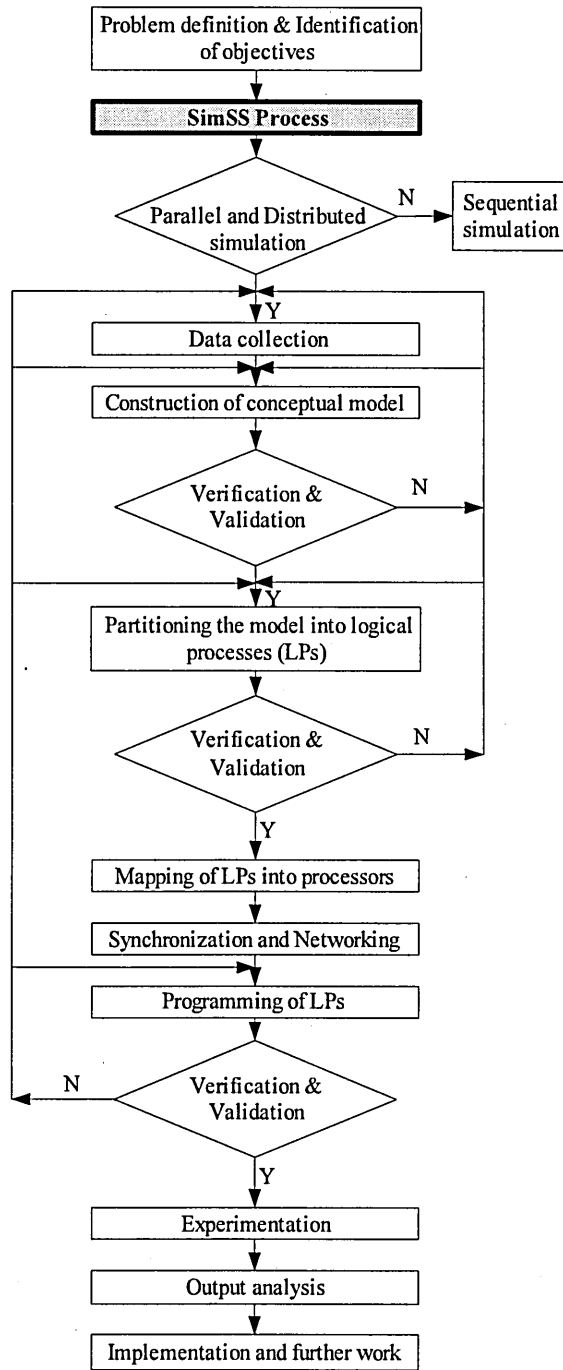 Problem definition & Identification
of objectives
SimSS Process
Parallel and Distributed
simulation
N
Sequential
simulation
Y
Data collection
Construction of conceptual model
Verification &
Validation
N
Y
Partitioning the model into logical
processes (LPs)
Verification &
Validation
N
Y
Mapping of LPs into processors
Synchronization and Networking
Programming of LPs
Verification &
Validation
N
Y
Experimentation
Output analysis
Implementation and further work